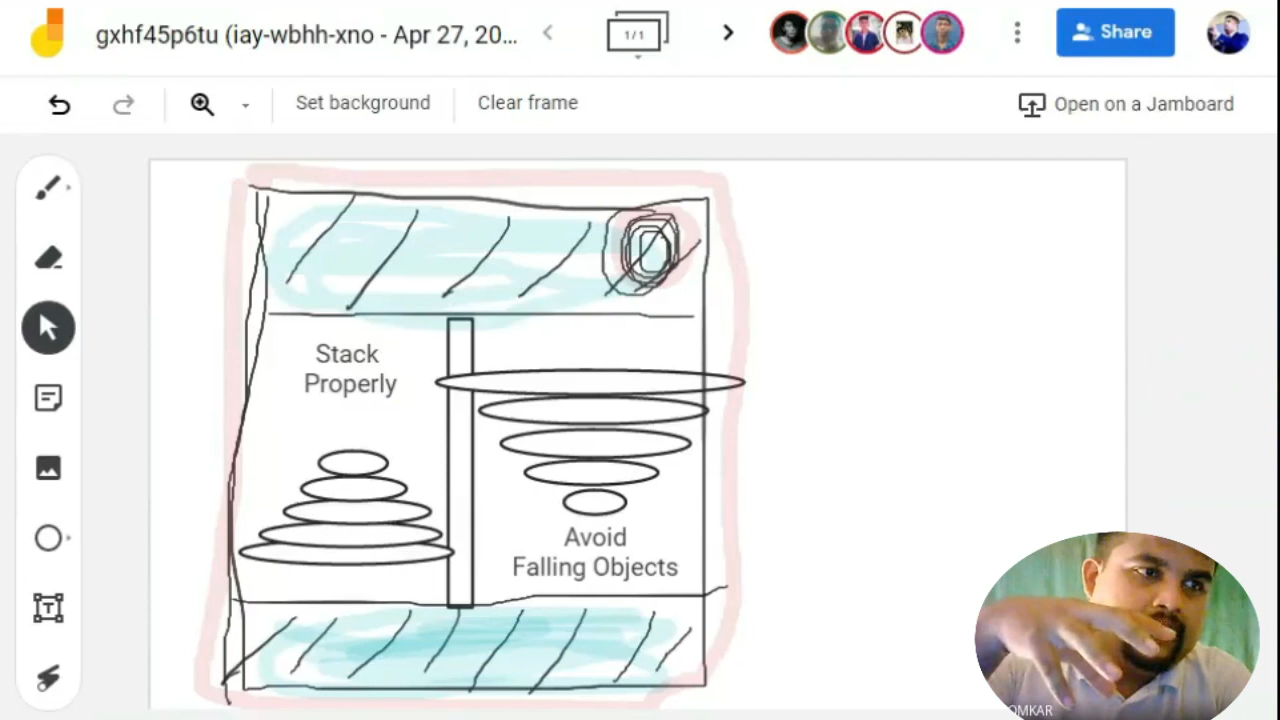 gxhf45p6tu (iay-wbhh-xno - Apr 27, 20...
1/1
Share
Set background
Clear frame
Open on a Jamboard
Stack
Properly
Avoid
Falling Objects
OMKAR